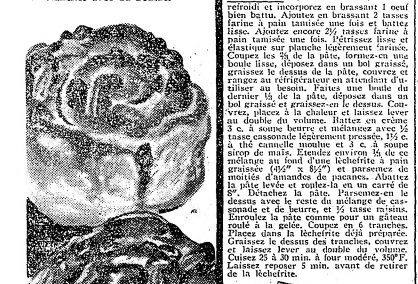 refroidi et incorporez en brassant 1 oeuf
bien battu. Ajoutez en brassant 2 tasses
farine à pain tamisée une fois et battez
lisse. Ajoutez encore 2½ tasses farine à
pain tamisée une fois. Pétrissez lisse et
élastique sur planche légèrement farinée.
Coupez les ⅔ de la pâte, formez-en une
boule lisse, déposez dans un bol graissé,
graissez le dessus de la pâte, couvrez et
rangez au réfrigérateur en attendant d'u-
tiliser au besoin. Faites une boule du
dernier ⅓ de la pâte, déposez dans un
bol graissé et graissez-en le dessus. Cou-
vrez, placez à la chaleur et laissez lever
au double du volume. Battez en crème
3 c. à soupe beurre et mélangez avec ½
tasse cassonade légèrement pressée, 1½ c.
à thé cannelle moulue et 3 c. à soupe
sirop de maïs. Etendez environ ⅓ de ce
mélange au fond d'une lèchefrite à pain
graissée (4½" x 8½") et parsemez de
moitiés d'amandes de pacanes. Abattez
la pâte levée et roulez-la en un carré de
8". Détachez la pâte. Parsemez-en le
dessus avec le reste du mélange de cas-
sonade et de beurre, et ½ tasse raisins.
Enroulez la pâte comme pour un gâteau
roulé à la gelée. Coupez en 6 tranches.
Placez dans la lèchefrite déjà préparée.
Graissez le dessus des tranches, couvrez
et laissez lever au double du volume.
Cuisez 25 à 30 min. à four modéré, 350°F.
Laissez reposer 5 min. avant de retirer
de la lèchefrite.